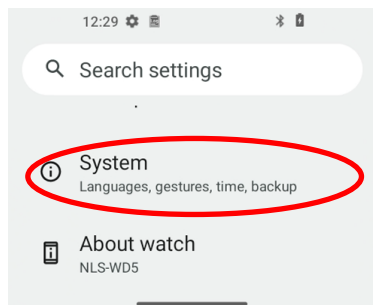 12:29
Search settings
System
Languages, gestures, time, backup
About watch
NLS-WD5